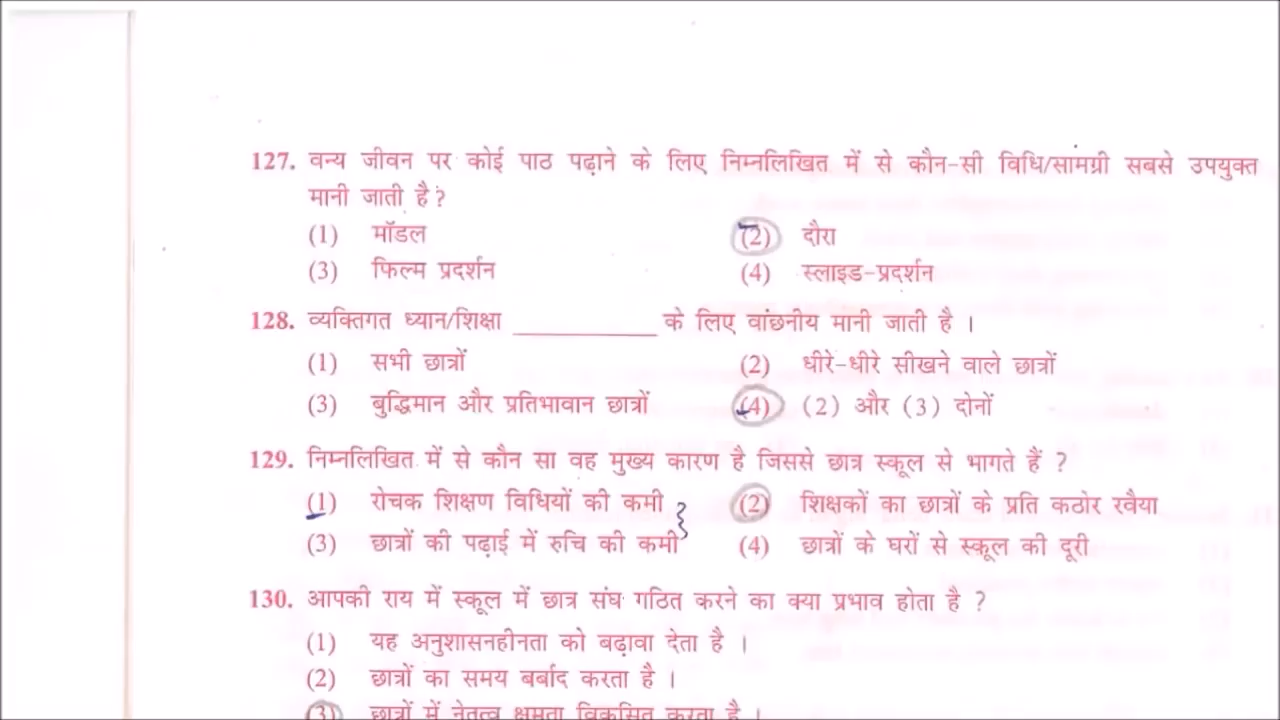 127. वन्य जीवन पर कोई पाठ पढ़ाने के लिए निम्नलिखित में से कौन-सी विधि/सामग्री सबसे उपयुक्त
मानी जाती है ?
(1) मॉडल (2) दौरा
(3) फिल्म प्रदर्शन (4) स्लाइड-प्रदर्शन
128. व्यक्तिगत ध्यान/शिक्षा ____________ के लिए वांछनीय मानी जाती है ।
(1) सभी छात्रों (2) धीरे-धीरे सीखने वाले छात्रों
(3) बुद्धिमान और प्रतिभावान छात्रों (4) (2) और (3) दोनों
129. निम्नलिखित में से कौन सा वह मुख्य कारण है जिससे छात्र स्कूल से भागते हैं ?
(1) रोचक शिक्षण विधियों की कमी (2) शिक्षकों का छात्रों के प्रति कठोर रवैया
(3) छात्रों की पढ़ाई में रुचि की कमी (4) छात्रों के घरों से स्कूल की दूरी
130. आपकी राय में स्कूल में छात्र संघ गठित करने का क्या प्रभाव होता है ?
(1) यह अनुशासनहीनता को बढ़ावा देता है ।
(2) छात्रों का समय बर्बाद करता है ।
(3) छात्रों में नेतृत्व क्षमता विकसित करता है ।